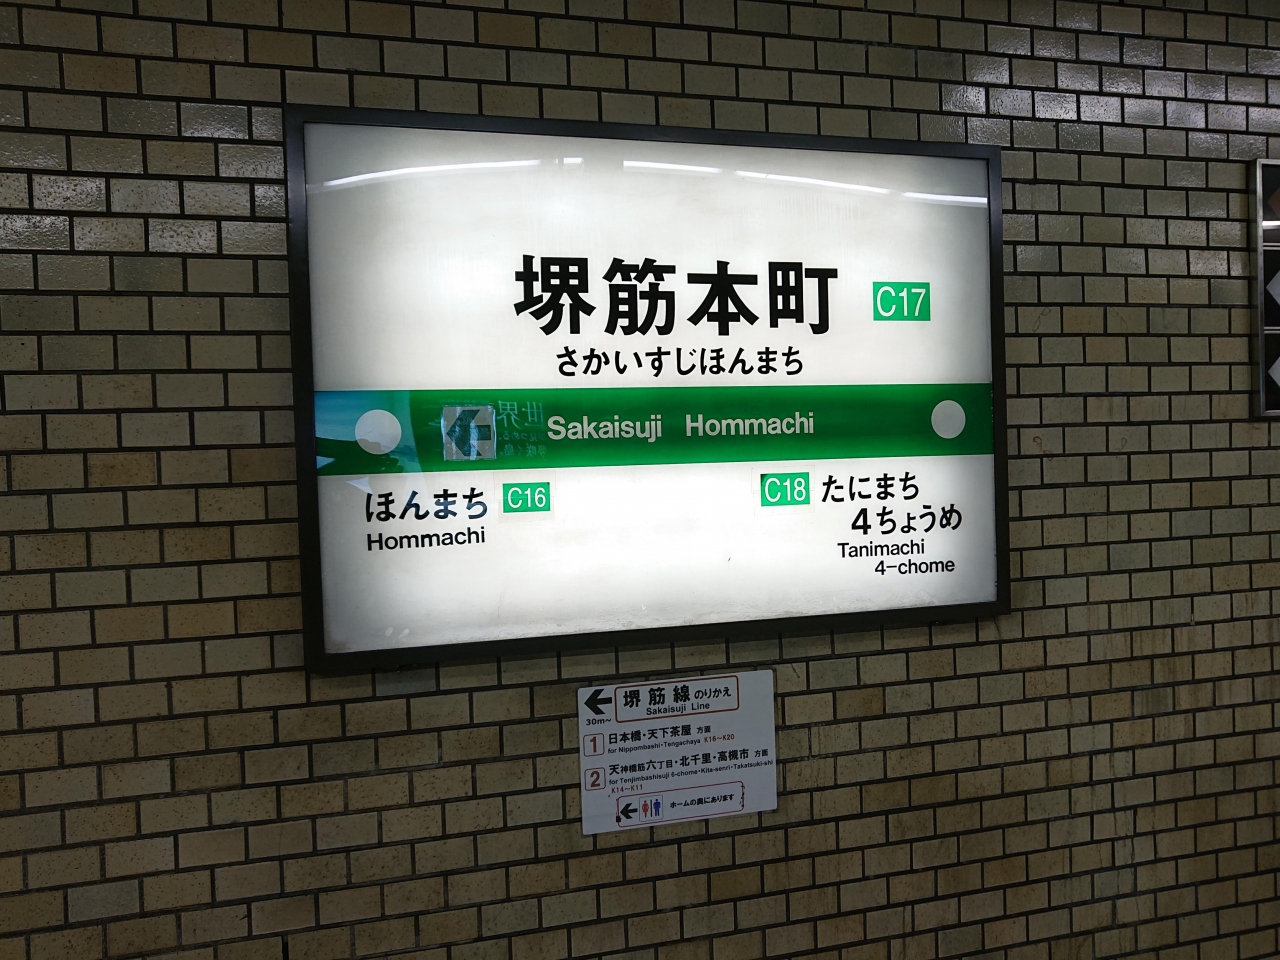 堺筋本町 C17
さかいすじほんまち
Sakaisuji Hommachi
ほんまち C16
Hommachi
C18 たにまち
4ちょうめ
Tanimachi
4-chome
堺筋線 のりかえ
Sakaisuji Line
30m~
1 日本橋・天下茶屋 方面
for Nippombashi・Tengachaya K16~K20
2 天神橋筋六丁目・北千里・高槻市 方面
for Tenjimbashisuji 6-chome・Kita-senri・Takatsuki-shi
K14~K11
ホームの奥にあります